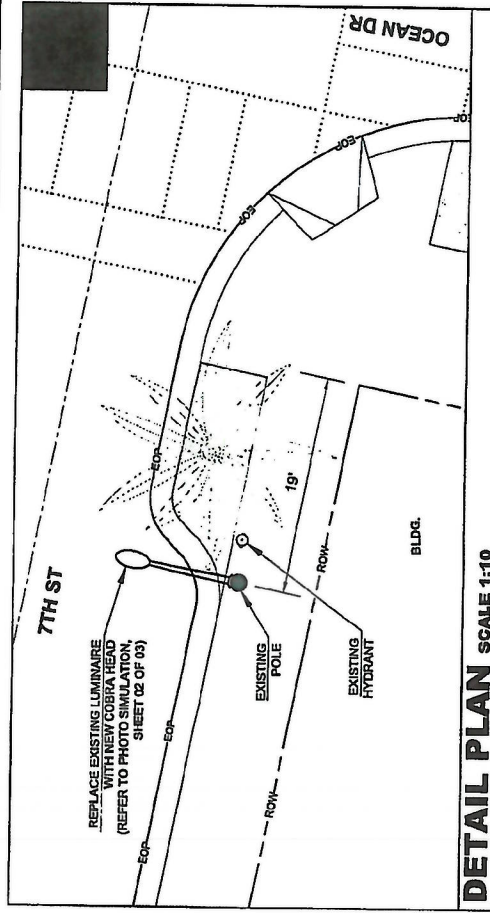 OCEAN DR
7TH ST
REPLACE EXISTING LUMINAIRE
WITH NEW COBRA HEAD
(REFER TO PHOTO SIMULATION,
SHEET 02 OF 03)
EOP
EOP
EOP
EOP
EOP
EOP
19'
EXISTING
POLE
EXISTING
HYDRANT
ROW
ROW
BLDG.
DETAIL PLAN SCALE 1:10